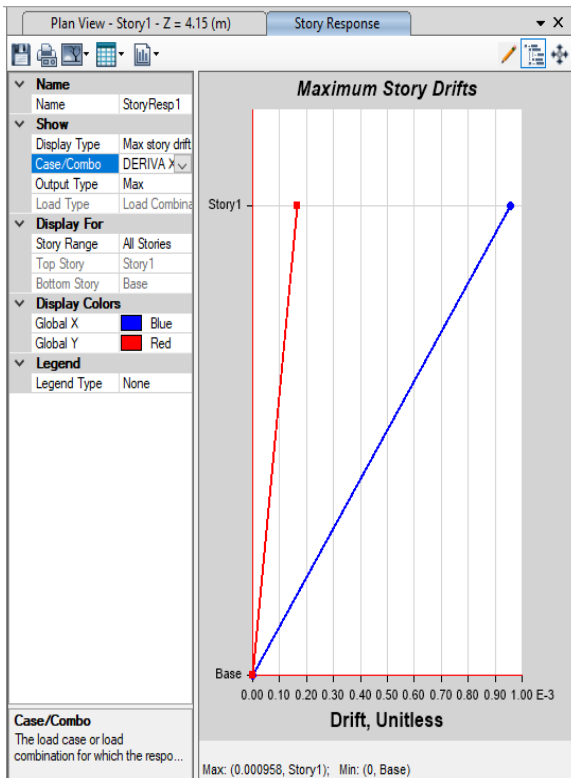 Plan View - Story1 - Z = 4.15 (m)
Story Response
Name
Name StoryResp1
Show
Display Type Max story drift
Case/Combo DERIVA X
Output Type Max
Load Type Load Combina
Display For
Story Range All Stories
Top Story Story1
Bottom Story Base
Display Colors
Global X Blue
Global Y Red
Legend
Legend Type None
Case/Combo
The load case or load
combination for which the respo...
Maximum Story Drifts
Story1
Base
0.00 0.10 0.20 0.30 0.40 0.50 0.60 0.70 0.80 0.90 1.00 E-3
Drift, Unitless
Max: (0.000958, Story1); Min: (0, Base)